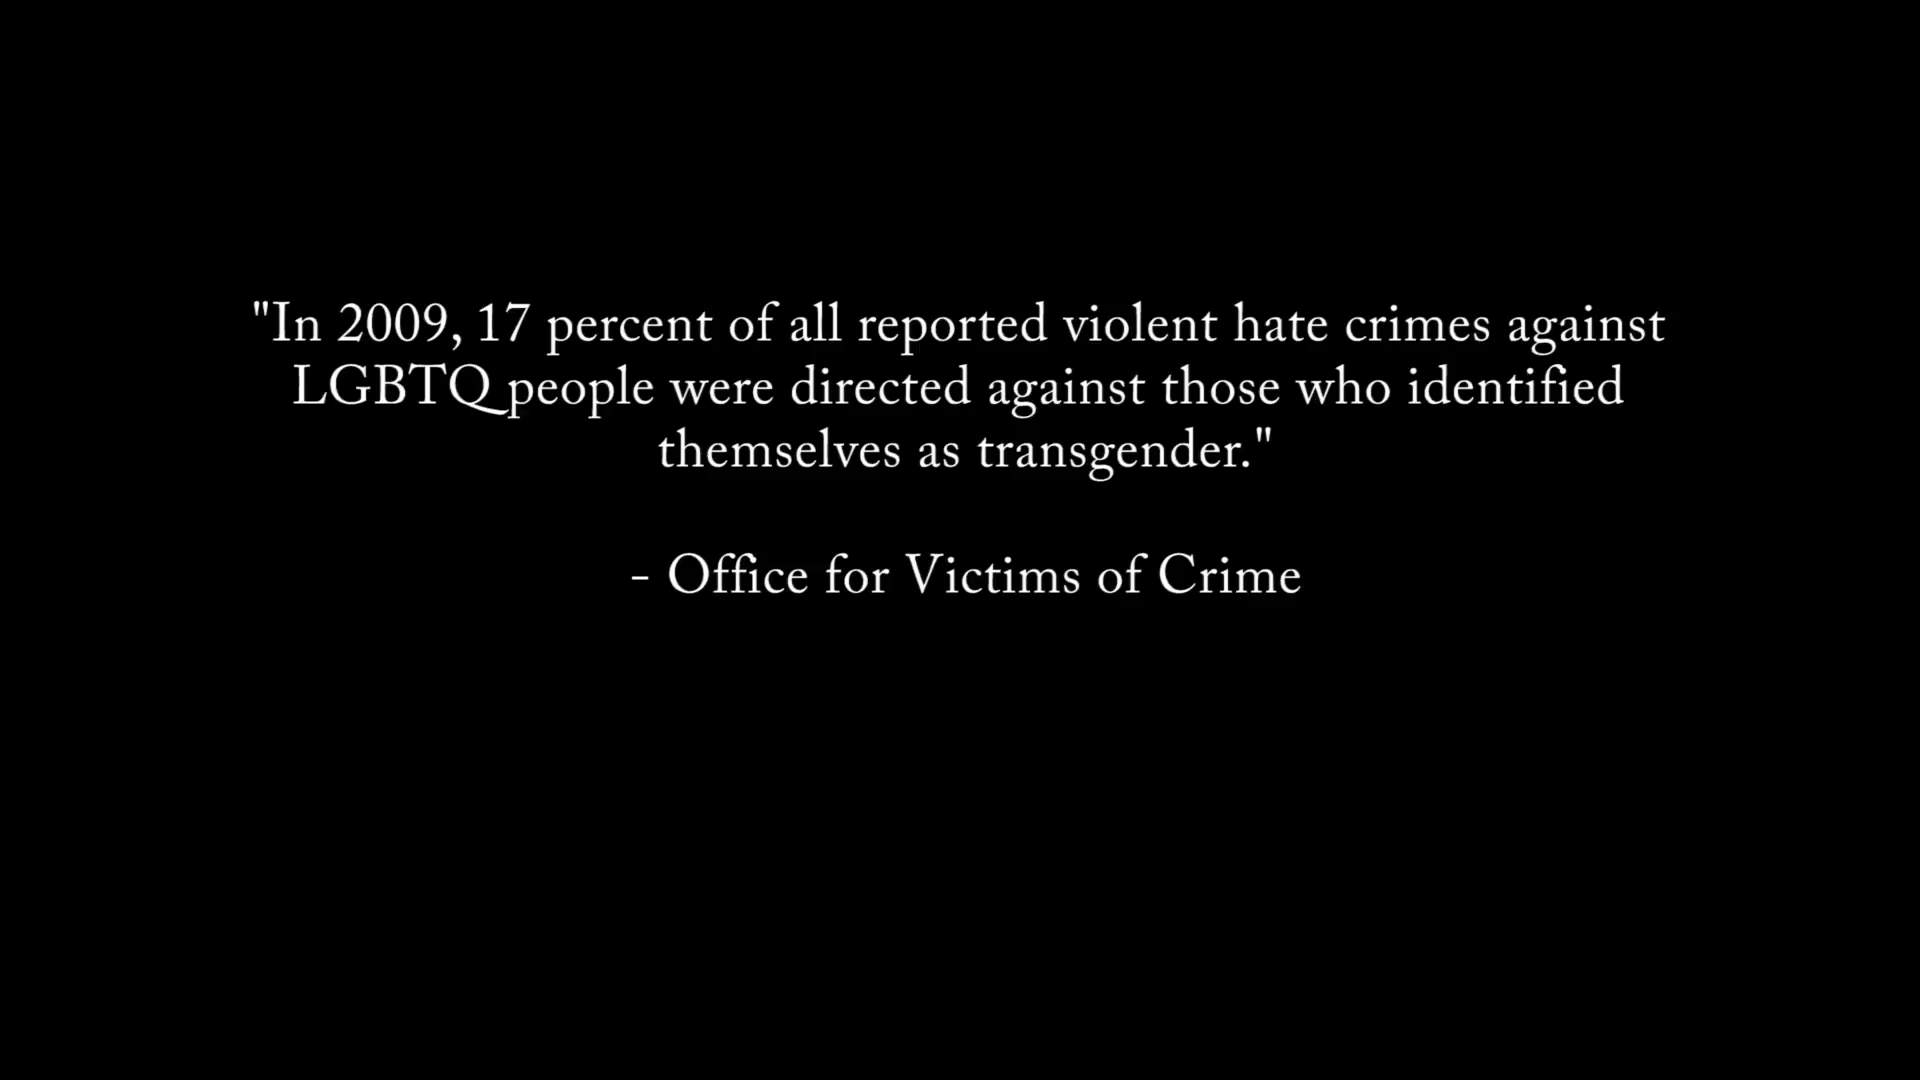 "In 2009, 17 percent of all reported violent hate crimes against
LGBTQ people were directed against those who identified
themselves as transgender."
- Office for Victims of Crime